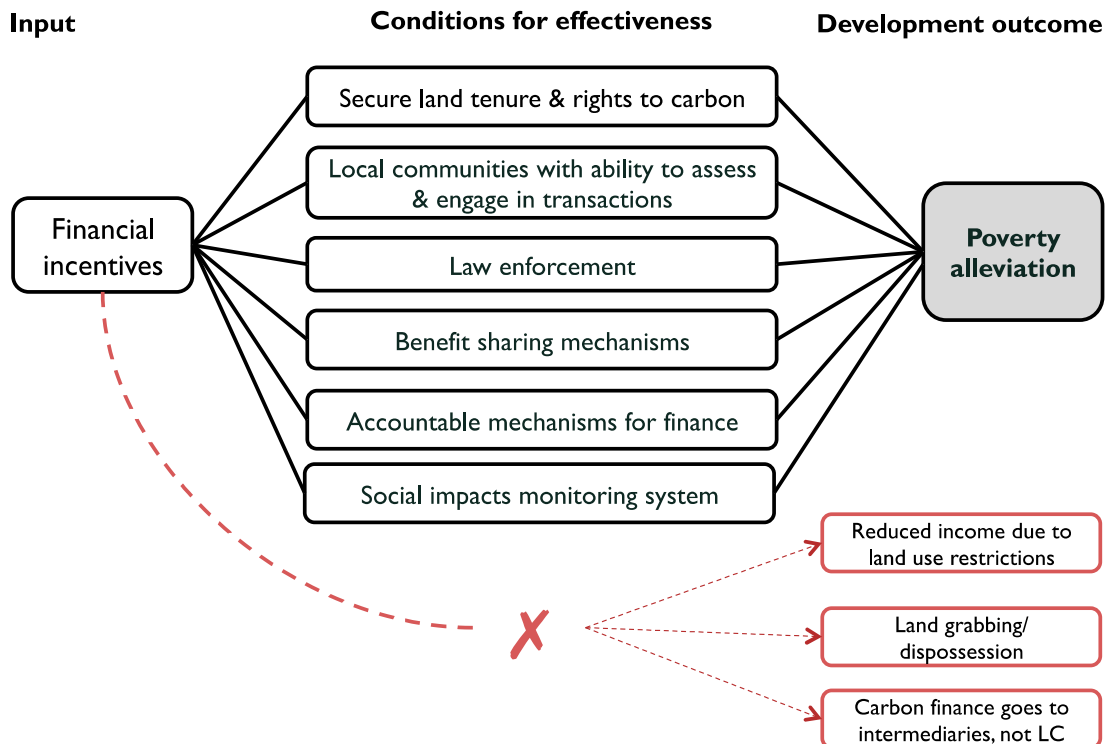 Input
Conditions for effectiveness
Development outcome
Secure land tenure & rights to carbon
Local communities with ability to assess
& engage in transactions
Financial
incentives
Law enforcement
Poverty
alleviation
Benefit sharing mechanisms
Accountable mechanisms for finance
Social impacts monitoring system
Reduced income due to
land use restrictions
Land grabbing/
dispossession
Carbon finance goes to
intermediaries, not LC